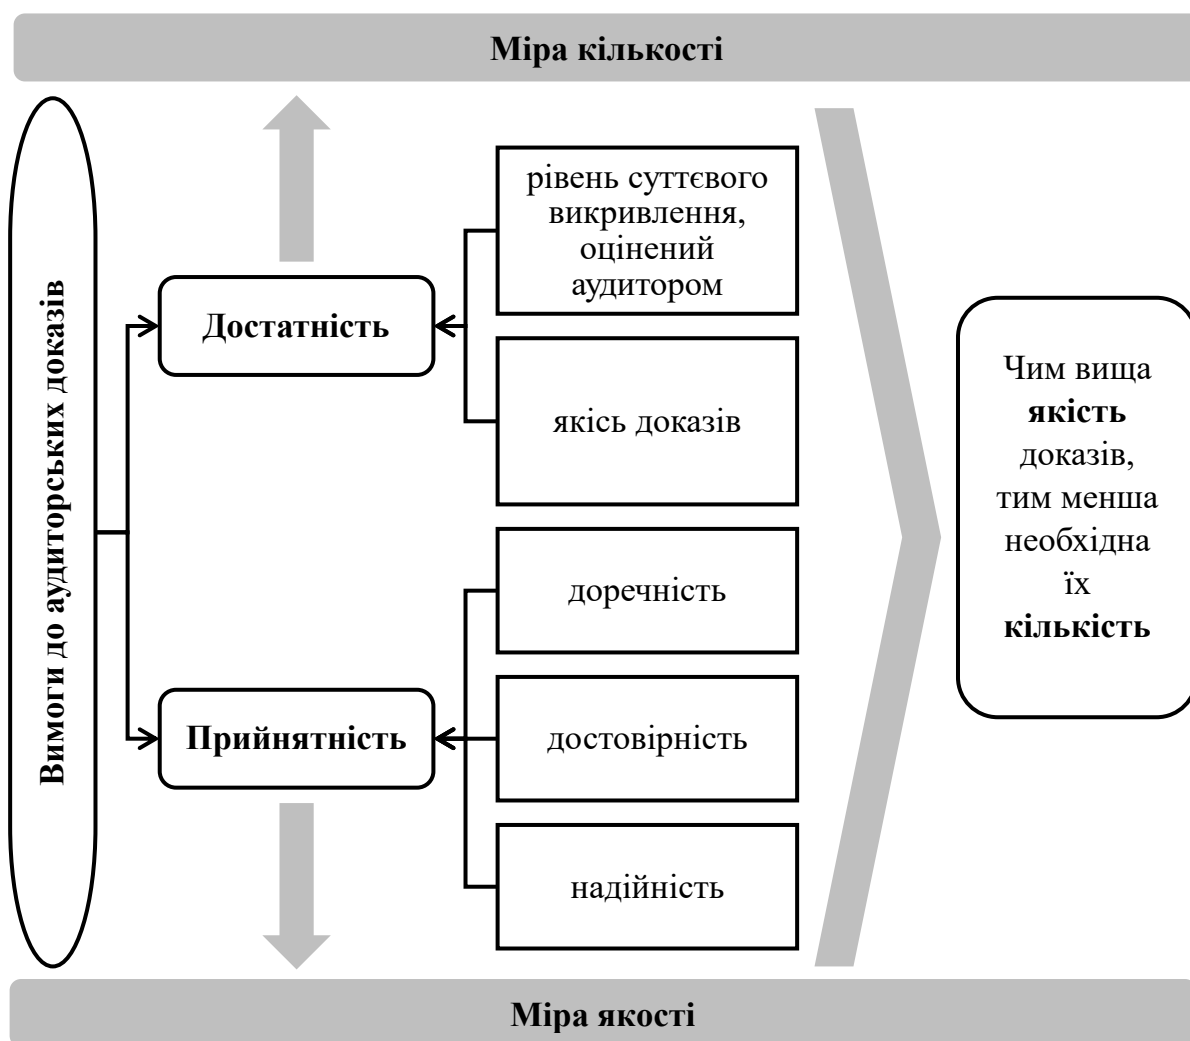 Міра кількості
Вимоги до аудиторських доказів
Достатність
рівень суттєвого
викривлення,
оцінений
аудитором
якісь доказів
Прийнятність
доречність
достовірність
надійність
Чим вища
якість
доказів,
тим менша
необхідна
їх
кількість
Міра якості